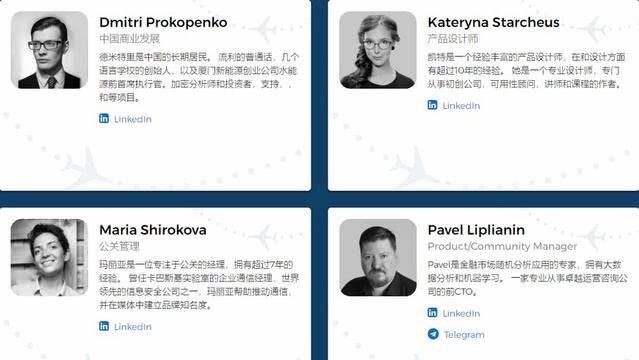 Dmitri Prokopenko
中国商业发展
德米特里是中国的长期居民。 流利的普通话，几个
语言学校的创始人，以及厦门新能源创业公司水能
源前首席执行官。加密分析师和投资者，支持，,
和等项目。
LinkedIn
Kateryna Starcheus
产品设计师
凯特是一个经验丰富的产品设计师，在和设计方面
有超过10年的经验。 她是一个专业设计师，专门
从事初创公司，可用性顾问，讲师和课程的作者。
LinkedIn
Maria Shirokova
公关管理
玛丽亚是一位专注于公关的经理，拥有超过7年的
经验。 曾任卡巴斯基实验室的企业通信经理，世界
领先的信息安全公司之一，玛丽亚帮助推动通信，
并在媒体中建立品牌知名度。
LinkedIn
Pavel Liplianin
Product/Community Manager
Pavel是金融市场随机分析应用的专家，拥有大数
据分析和机器学习。 一家专业从事卓越运营咨询公
司的前CTO。
LinkedIn
Telegram